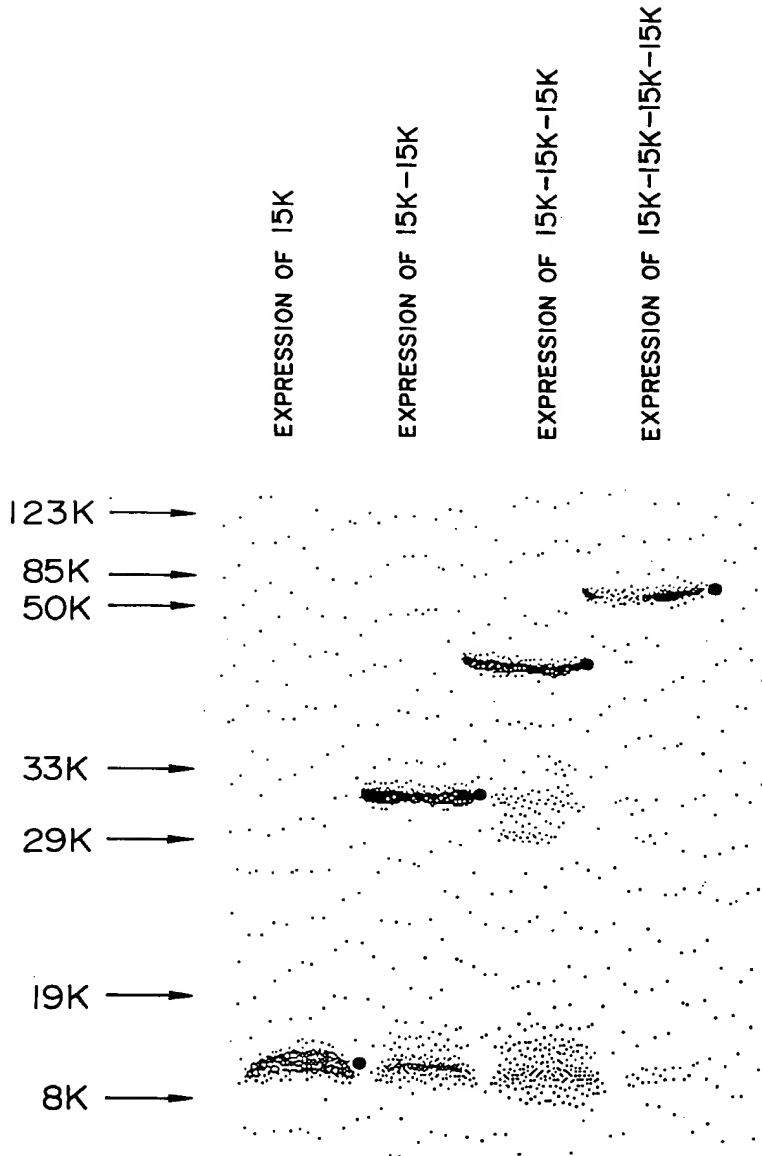 EXPRESSION OF 15K
EXPRESSION OF 15K-15K
EXPRESSION OF 15K-15K-15K
EXPRESSION OF 15K-15K-15K-15K
123K
85K
50K
33K
29K
19K
8K